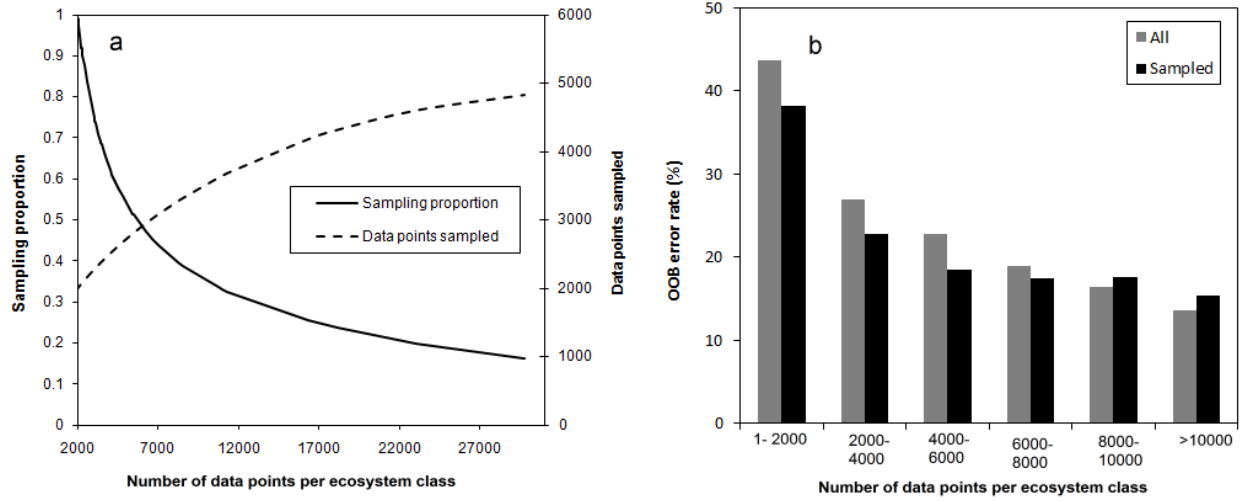 a
1
0.9
0.8
0.7
0.6
0.5
0.4
0.3
0.2
0.1
0
Sampling proportion
6000
5000
4000
3000
2000
1000
0
Data points sampled
Sampling proportion
Data points sampled
2000 7000 12000 17000 22000 27000
Number of data points per ecosystem class
b
50
40
30
20
10
0
OOB error rate (%)
All
Sampled
1- 2000
2000-
4000
4000-
6000
6000-
8000
8000-
10000
>10000
Number of data points per ecosystem class